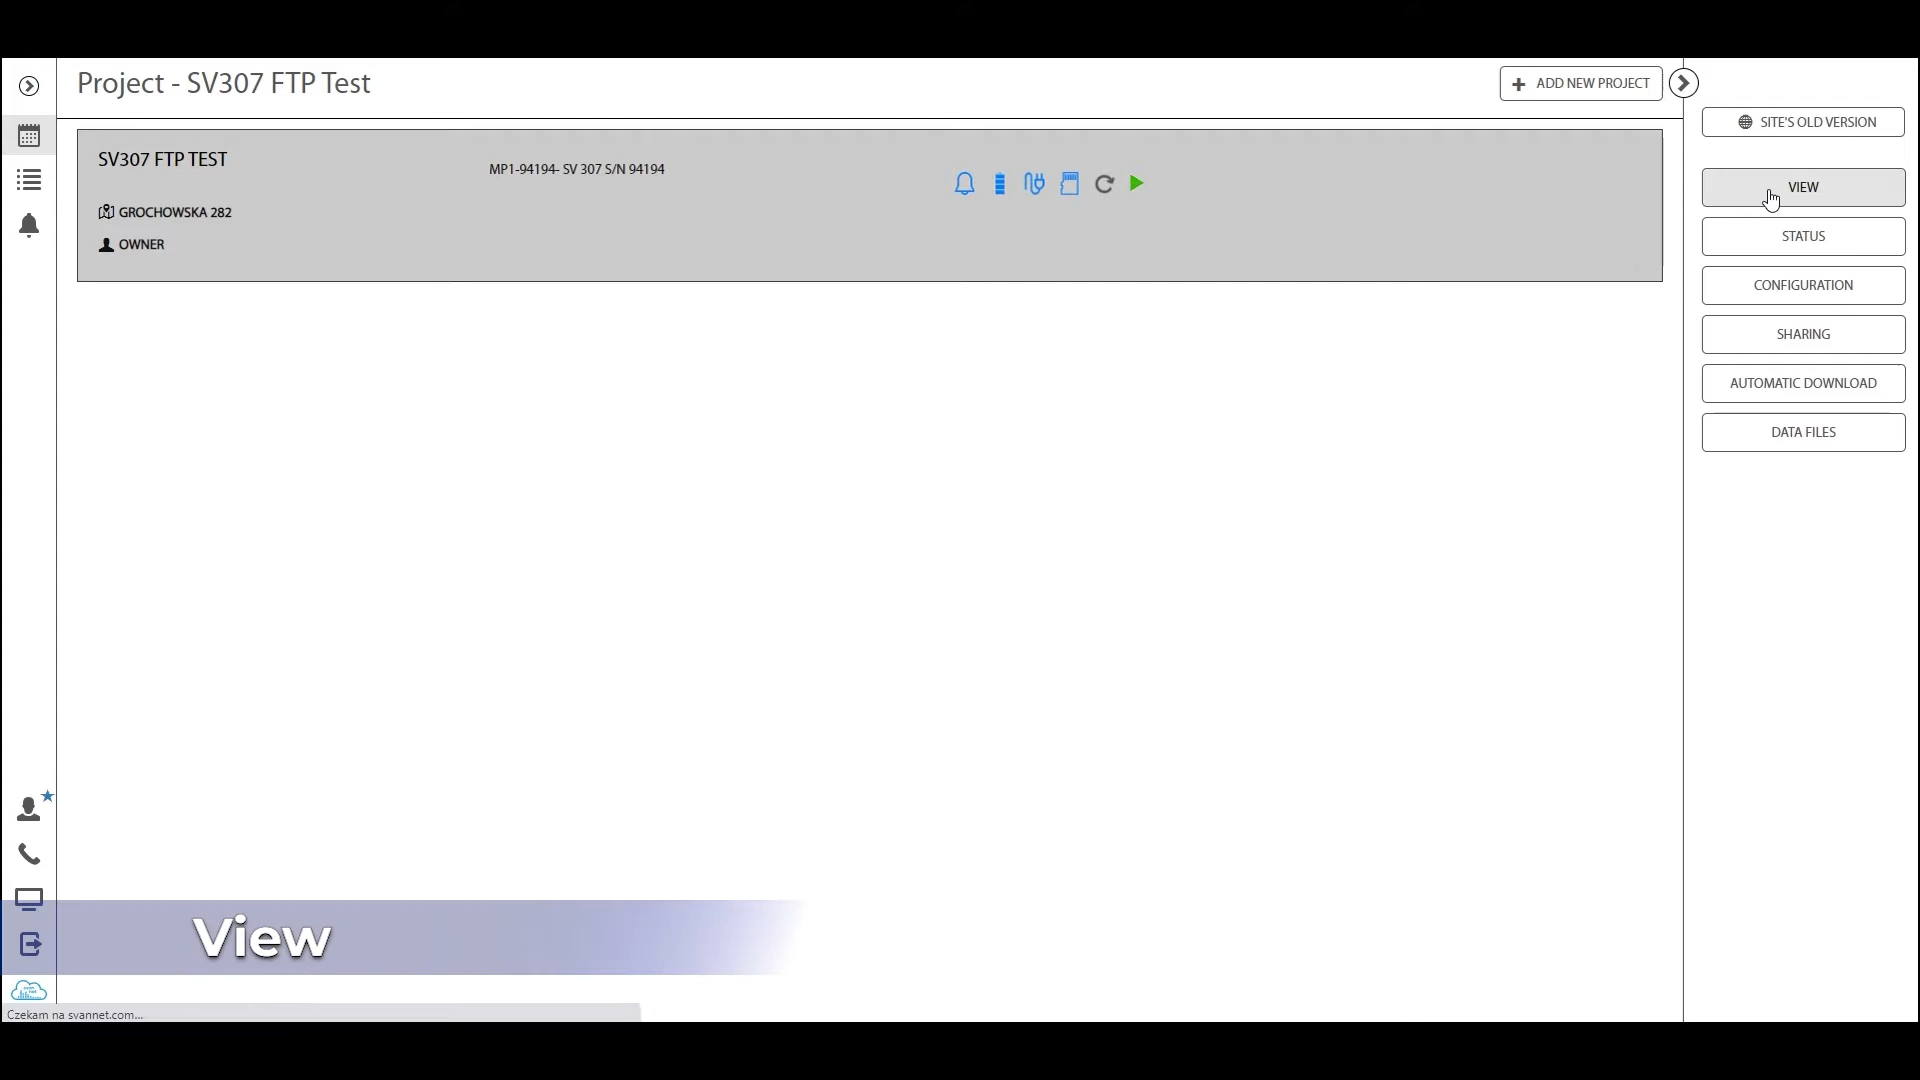 Project - SV307 FTP Test
ADD NEW PROJECT
SITE'S OLD VERSION
SV307 FTP TEST
MP1-94194- SV 307 S/N 94194
GROCHOWSKA 282
OWNER
VIEW
STATUS
CONFIGURATION
SHARING
AUTOMATIC DOWNLOAD
DATA FILES
View
Czekam na svannet.com...